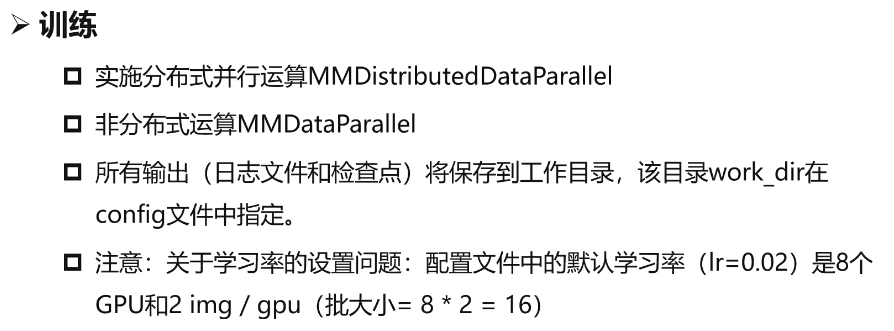 ➢ 训练
❑ 实施分布式并行运算MMDistributedDataParallel
❑ 非分布式运算MMDataParallel
❑ 所有输出（日志文件和检查点）将保存到工作目录，该目录work_dir在
config文件中指定。
❑ 注意：关于学习率的设置问题：配置文件中的默认学习率（lr=0.02）是8个
GPU和2 img / gpu（批大小= 8 * 2 = 16）